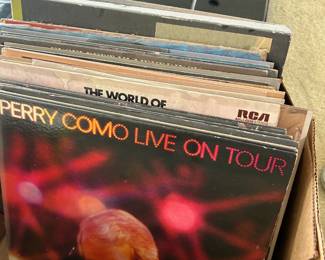 THE WORLD OF
RCA
PERRY COMO LIVE ON TOUR